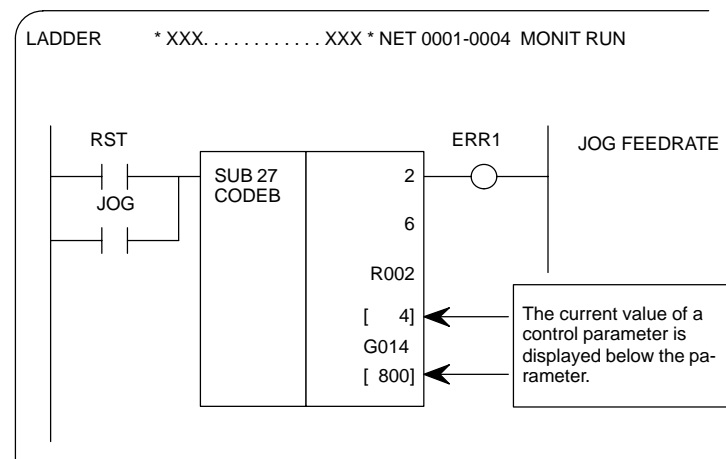 LADDER * XXX. . . . . . . . . . . . XXX * NET 0001-0004 MONIT RUN
RST
ERR1
JOG FEEDRATE
SUB 27
CODEB
2
JOG
6
R002
[ 4]
G014
[ 800]
The current value of a
control parameter is
displayed below the pa-
rameter.